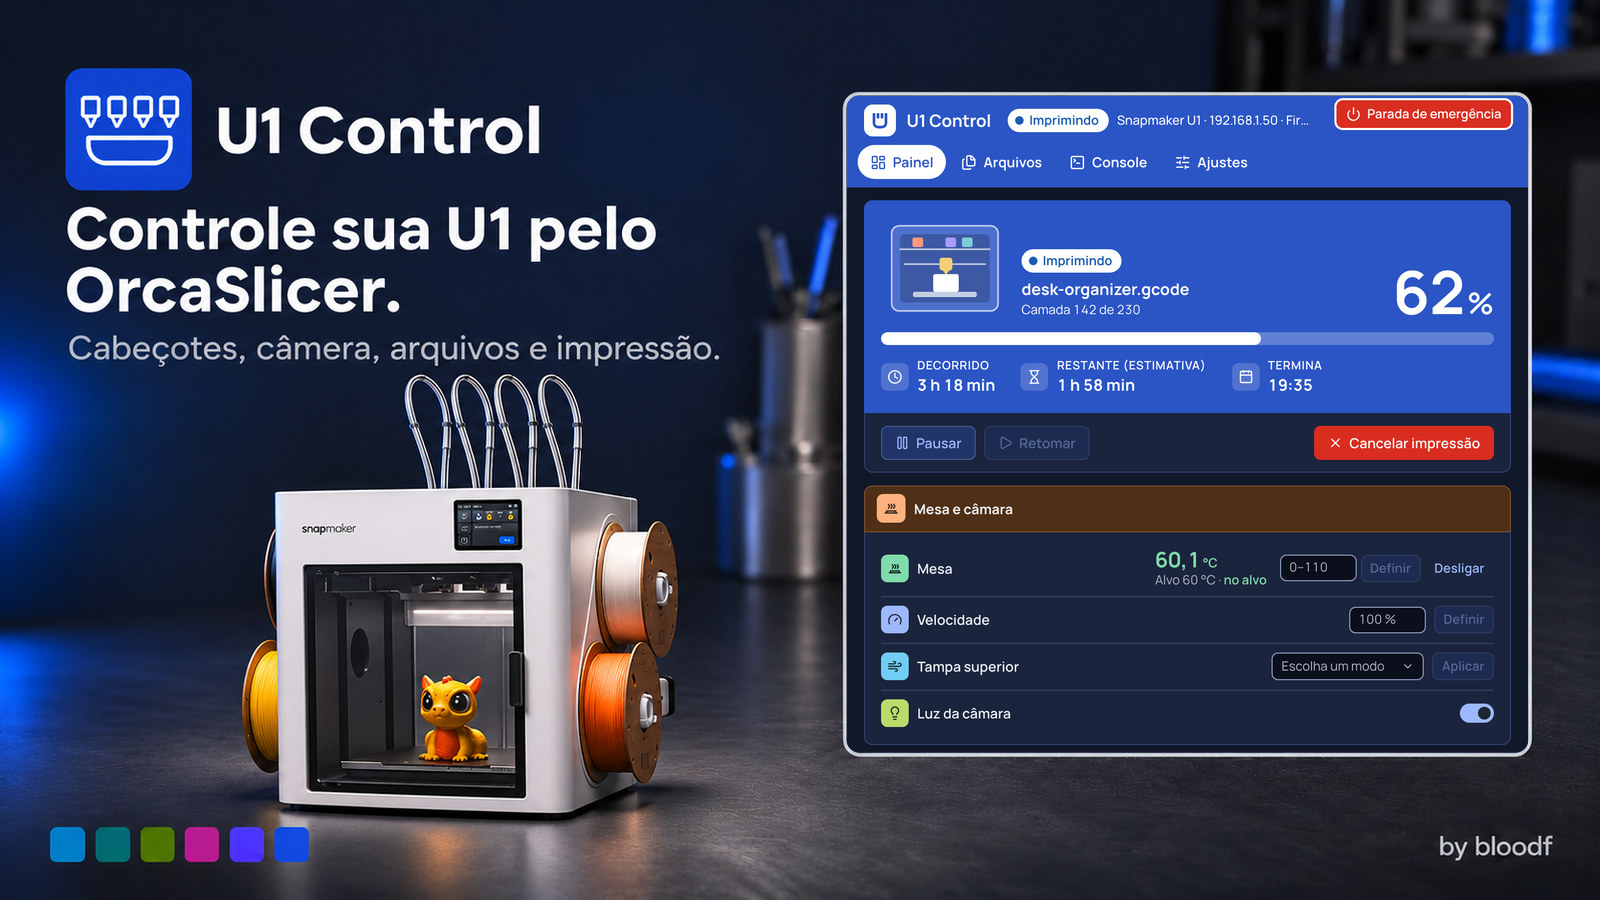 U1 Control
Controle sua U1 pelo
OrcaSlicer.
Cabeçotes, câmera, arquivos e impressão.
snapmaker
U1 Control
Imprimindo
Snapmaker U1 · 192.168.1.50 · Fir...
Parada de emergência
Painel
Arquivos
Console
Ajustes
Imprimindo
desk-organizer.gcode
Camada 142 de 230
62%
DECORRIDO
3 h 18 min
RESTANTE (ESTIMATIVA)
1 h 58 min
TERMINA
19:35
Pausar
Retomar
Cancelar impressão
Mesa e câmara
Mesa
60,1 °C
Alvo 60 °C · no alvo
0–110
Definir
Desligar
Velocidade
100 %
Definir
Tampa superior
Escolha um modo
Aplicar
Luz da câmara
by bloodf